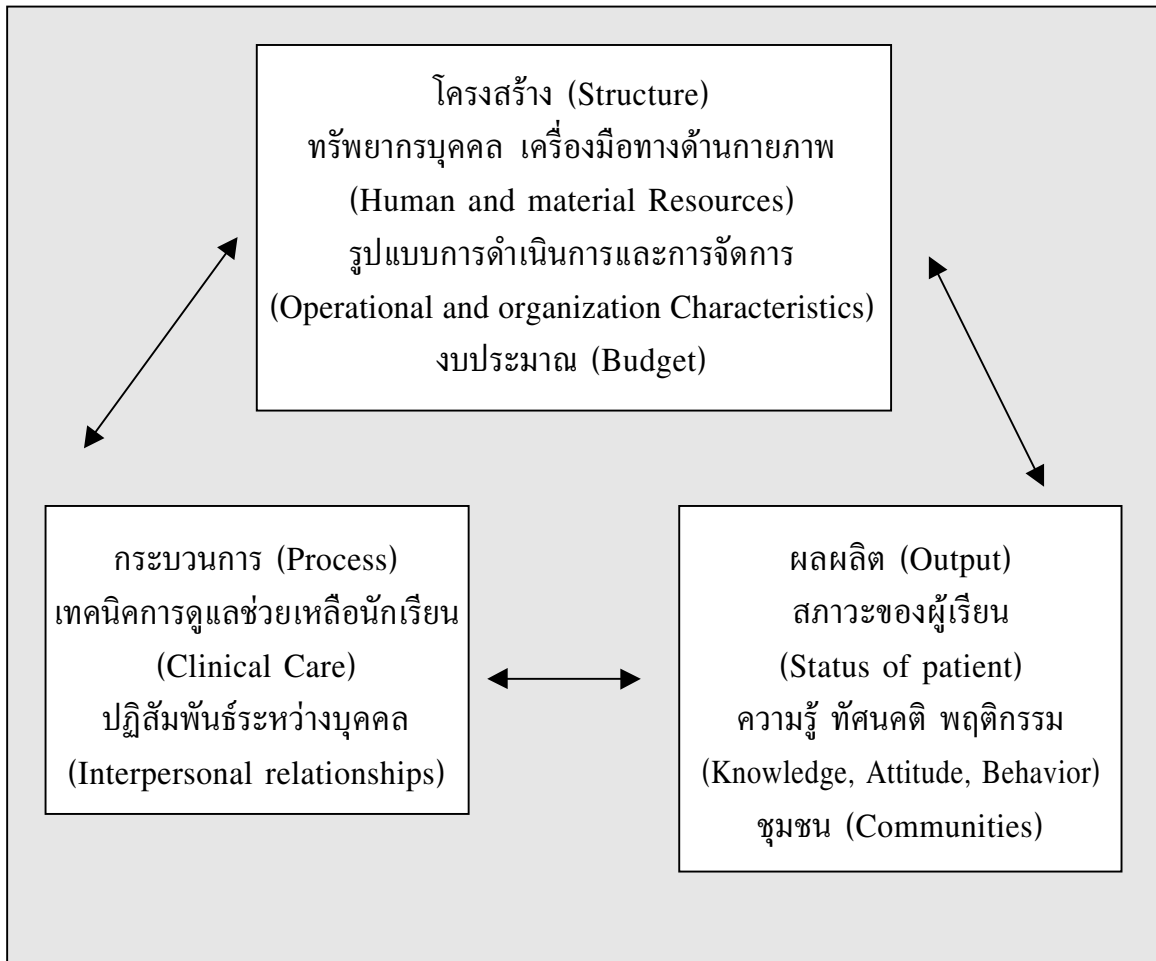 โครงสร้าง (Structure)
ทรัพยากรบุคคล เครื่องมือทางด้านกายภาพ
(Human and material Resources)
รูปแบบการดำเนินการและการจัดการ
(Operational and organization Characteristics)
งบประมาณ (Budget)
กระบวนการ (Process)
เทคนิคการดูแลช่วยเหลือนักเรียน
(Clinical Care)
ปฏิสัมพันธ์ระหว่างบุคคล
(Interpersonal relationships)
ผลผลิต (Output)
สภาวะของผู้เรียน
(Status of patient)
ความรู้ ทัศนคติ พฤติกรรม
(Knowledge, Attitude, Behavior)
ชุมชน (Communities)